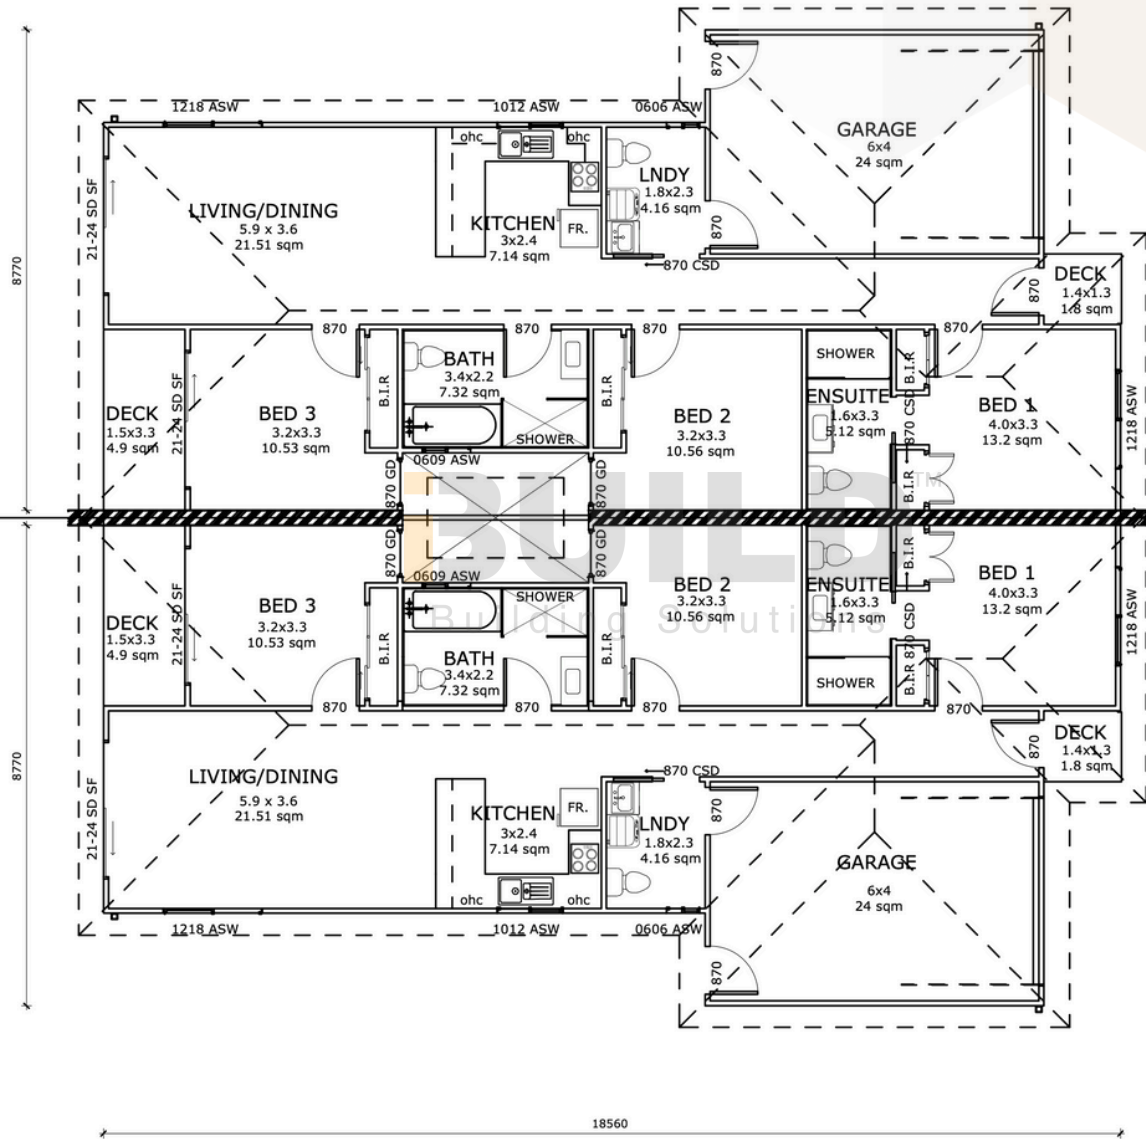 1218 ASW
1012 ASW
0606 ASW
870
GARAGE
6x4
24 sqm
ohc
ohc
LNDY
1.8x2.3
4.16 sqm
21-24 SD SF
LIVING/DINING
5.9 x 3.6
21.51 sqm
KITCHEN
3x2.4
7.14 sqm
FR.
870
870 CSD
8770
DECK
1.4x1.3
1.8 sqm
870
870
870
870
870
SHOWER
B.I.R
BATH
3.4x2.2
7.32 sqm
B.I.R
B.I.R
DECK
1.5x3.3
4.9 sqm
21-24 SD SF
BED 3
3.2x3.3
10.53 sqm
SHOWER
BED 2
3.2x3.3
10.56 sqm
ENSUITE
1.6x3.3
5.12 sqm
870 CSD
BED 1
4.0x3.3
13.2 sqm
1218 ASW
0609 ASW
870 GD
870 GD
B.I.R
BUILD™
Building Solutions
870 GD
870 GD
B.I.R
0609 ASW
SHOWER
DECK
1.5x3.3
4.9 sqm
21-24 SD SF
BED 3
3.2x3.3
10.53 sqm
B.I.R
BATH
3.4x2.2
7.32 sqm
B.I.R
BED 2
3.2x3.3
10.56 sqm
ENSUITE
1.6x3.3
5.12 sqm
870 CSD
BED 1
4.0x3.3
13.2 sqm
1218 ASW
SHOWER
B.I.R
870
870
870
870
870
DECK
1.4x1.3
1.8 sqm
8770
870 CSD
21-24 SD SF
LIVING/DINING
5.9 x 3.6
21.51 sqm
KITCHEN
3x2.4
7.14 sqm
FR.
LNDY
1.8x2.3
4.16 sqm
870
GARAGE
6x4
24 sqm
ohc
ohc
1218 ASW
1012 ASW
0606 ASW
870
18560